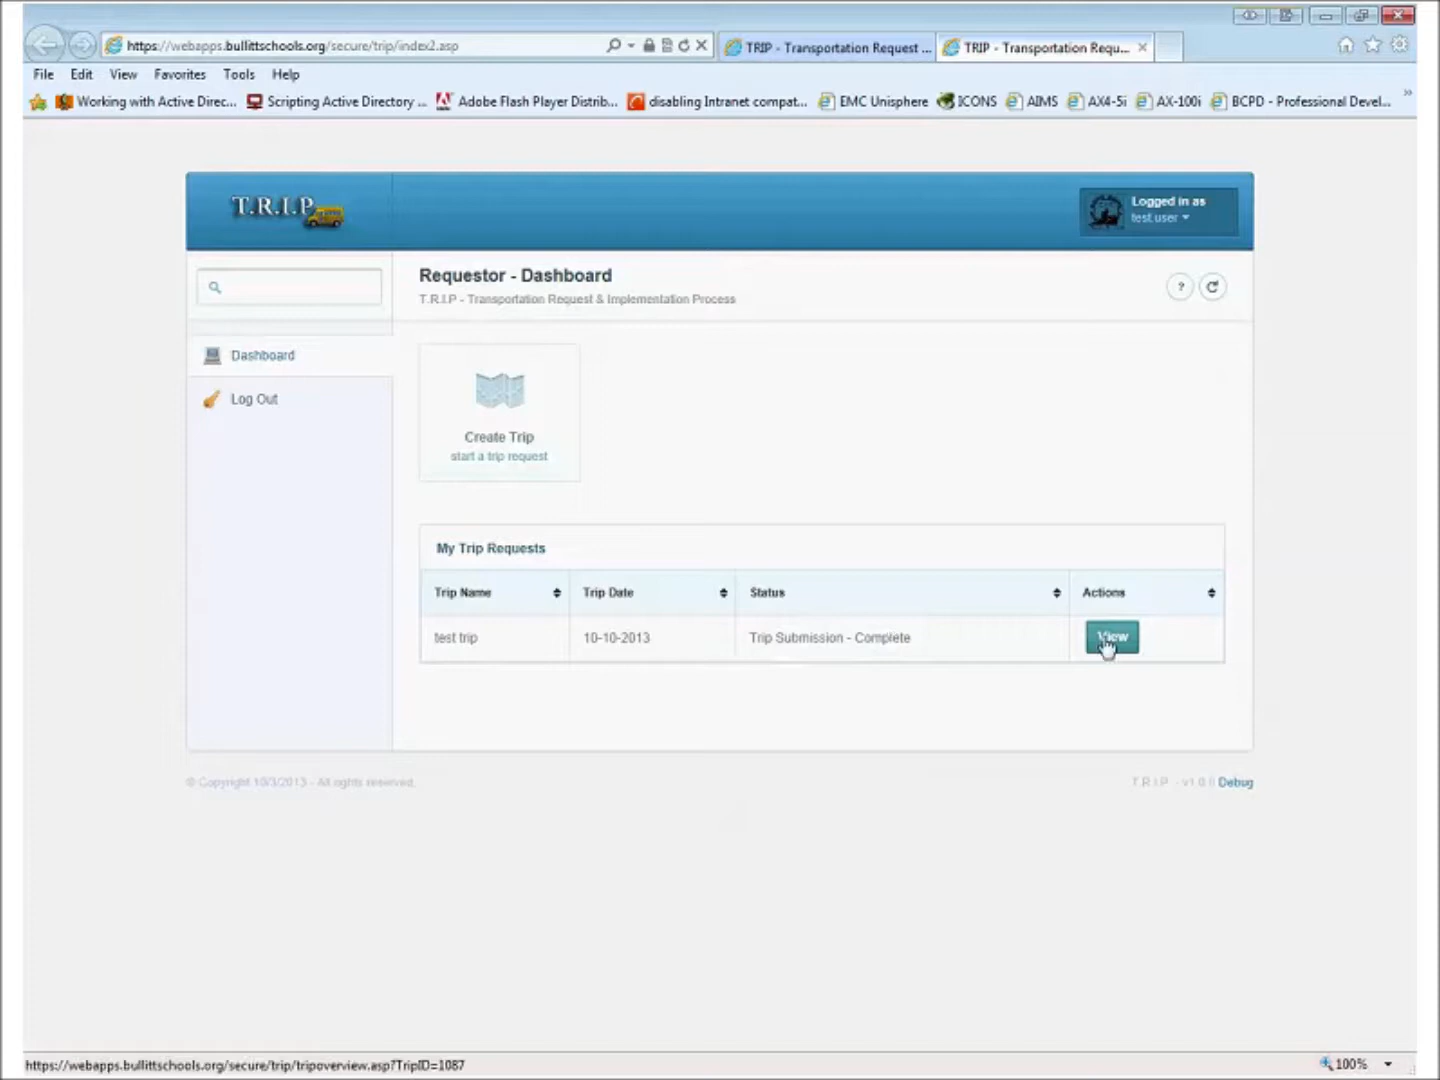 https://webapps.bullittschools.org/secure/trip/index2.asp
TRIP - Transportation Request ...
TRIP - Transportation Requ...
File Edit View Favorites Tools Help
Working with Active Direc...
Scripting Active Directory ...
Adobe Flash Player Distrib...
disabling Intranet compat...
EMC Unisphere
ICONS
AIMS
AX4-5i
AX-100i
BCPD - Professional Devel...
T.R.I.P
Logged in as
test user
Requestor - Dashboard
T.R.I.P - Transportation Request & Implementation Process
?
Dashboard
Log Out
Create Trip
start a trip request
My Trip Requests
Trip Name Trip Date Status Actions
test trip 10-10-2013 Trip Submission - Complete View
© Copyright 10/3/2013 - All rights reserved.
T.R.I.P - v1.0 || Debug
https://webapps.bullittschools.org/secure/trip/tripoverview.asp?TripID=1087
100%